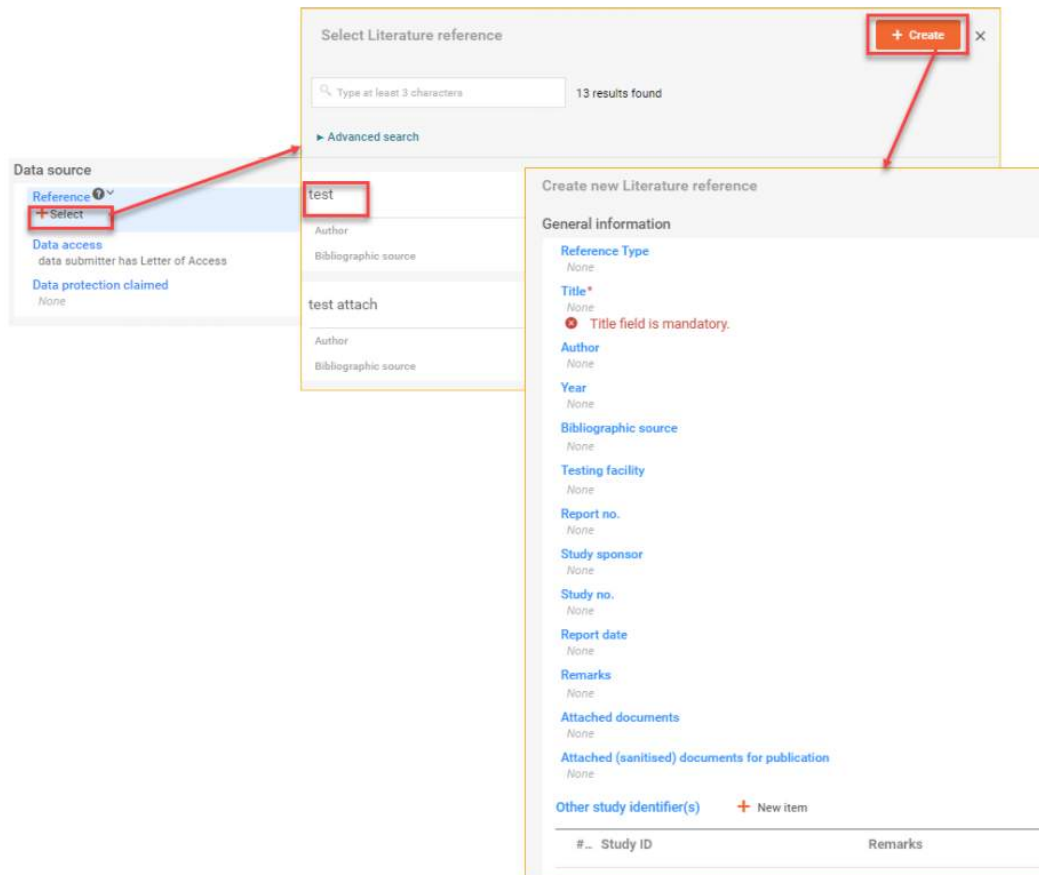 Select Literature reference
+ Create
Type at least 3 characters
13 results found
Advanced search
Data source
Reference
+Select
Data access
data submitter has Letter of Access
Data protection claimed
None
test
Author
Bibliographic source
test attach
Author
Bibliographic source
Create new Literature reference
General information
Reference Type
None
Title*
None
Title field is mandatory.
Author
None
Year
None
Bibliographic source
None
Testing facility
None
Report no.
None
Study sponsor
None
Study no.
None
Report date
None
Remarks
None
Attached documents
None
Attached (sanitised) documents for publication
None
Other study identifier(s) + New item
#... Study ID Remarks